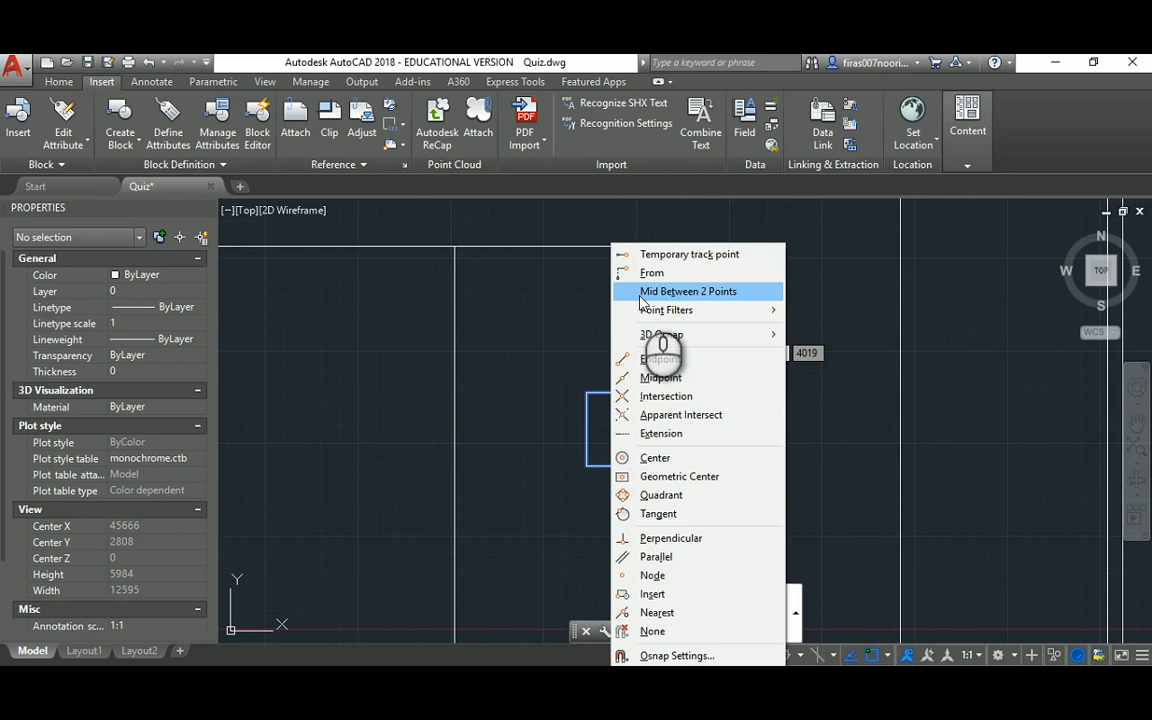 Autodesk AutoCAD 2018 - EDUCATIONAL VERSION Quiz.dwg
Type a keyword or phrase
firas007noori...
Home Insert Annotate Parametric View Manage Output Add-ins A360 Express Tools Featured Apps
Insert
Edit Attribute
Create Block
Define Attributes
Manage Attributes
Block Editor
Attach
Clip
Adjust
Autodesk ReCap
Attach
PDF Import
Recognize SHX Text
Recognition Settings
Combine Text
Field
Data Link
Set Location
Content
Block Block Definition Reference Point Cloud Import Data Linking & Extraction Location
Start Quiz*
PROPERTIES
No selection
General
Color ByLayer
Layer 0
Linetype ByLayer
Linetype scale 1
Lineweight ByLayer
Transparency ByLayer
Thickness 0
3D Visualization
Material ByLayer
Plot style
Plot style ByColor
Plot style table monochrome.ctb
Plot table atta... Model
Plot table type Color dependent
View
Center X 45666
Center Y 2808
Center Z 0
Height 5984
Width 12595
Misc
Annotation sc... 1:1
[−][Top][2D Wireframe]
Temporary track point
From
Mid Between 2 Points
Point Filters
3D Osnap
Endpoint
Midpoint
Intersection
Apparent Intersect
Extension
Center
Geometric Center
Quadrant
Tangent
Perpendicular
Parallel
Node
Insert
Nearest
None
Osnap Settings...
4019
N
W TOP E
S
WCS
Y
X
Model Layout1 Layout2 +
1:1